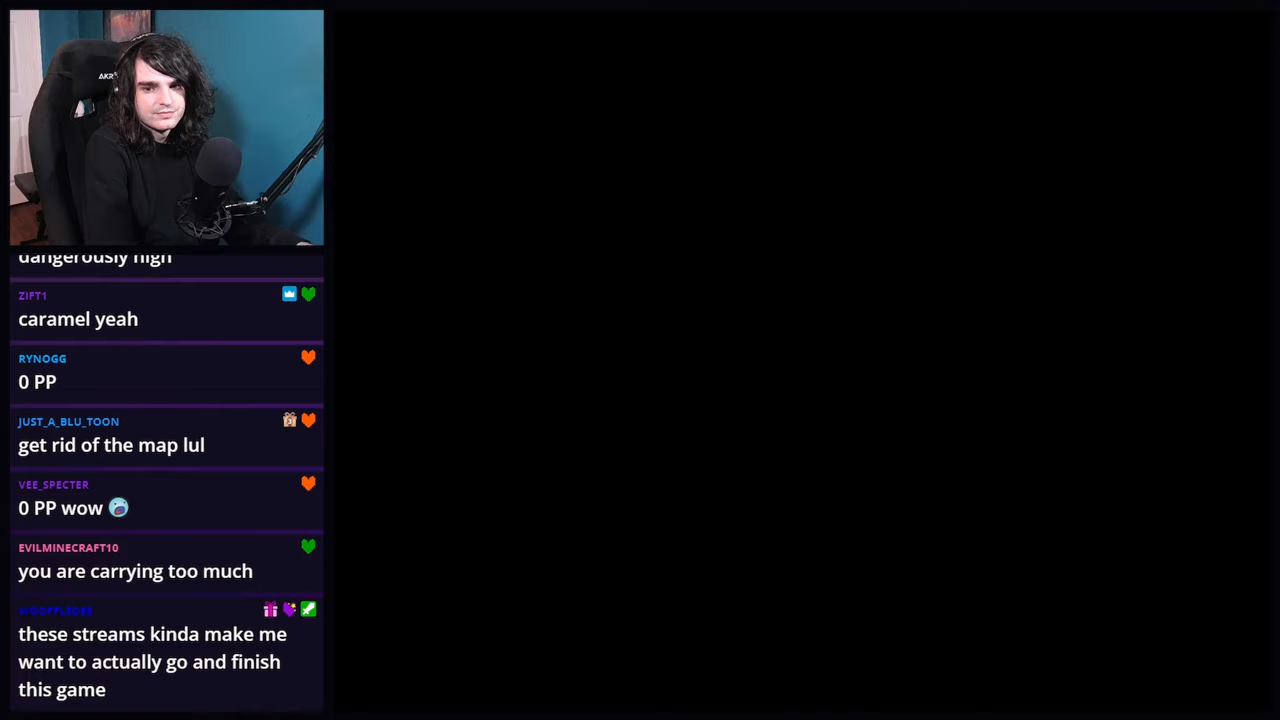 AKR
dangerously high
ZIFT1
caramel yeah
RYNOGG
0 PP
JUST_A_BLU_TOON
get rid of the map lul
VEE_SPECTER
0 PP wow
EVILMINECRAFT10
you are carrying too much
these streams kinda make me
want to actually go and finish
this game